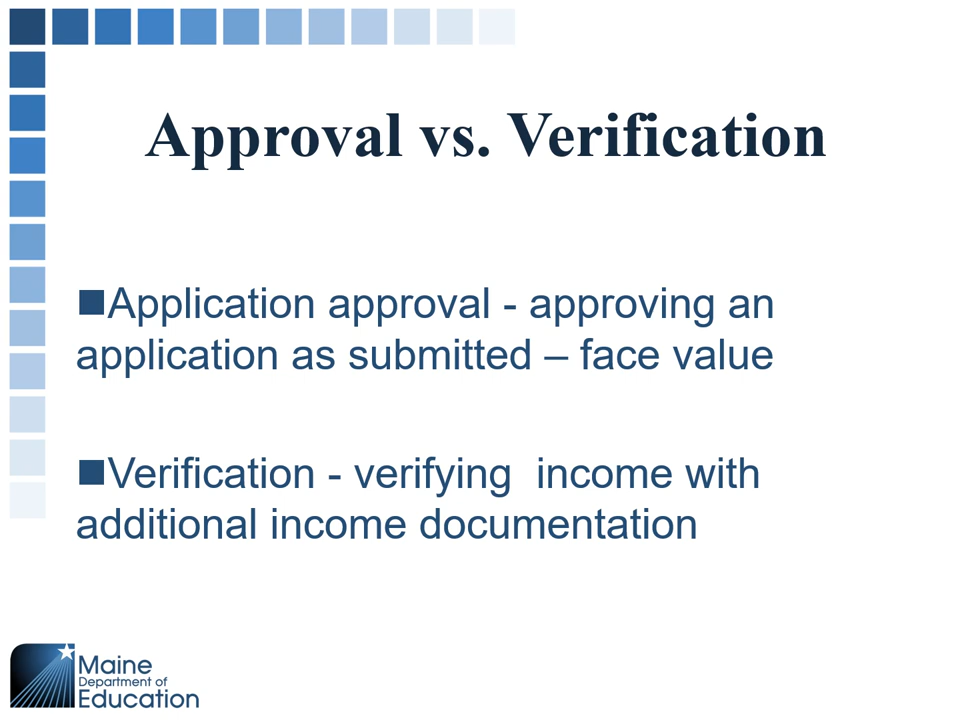 Approval vs. Verification
■Application approval - approving an
application as submitted – face value
■Verification - verifying  income with
additional income documentation
Maine
Department of
Education